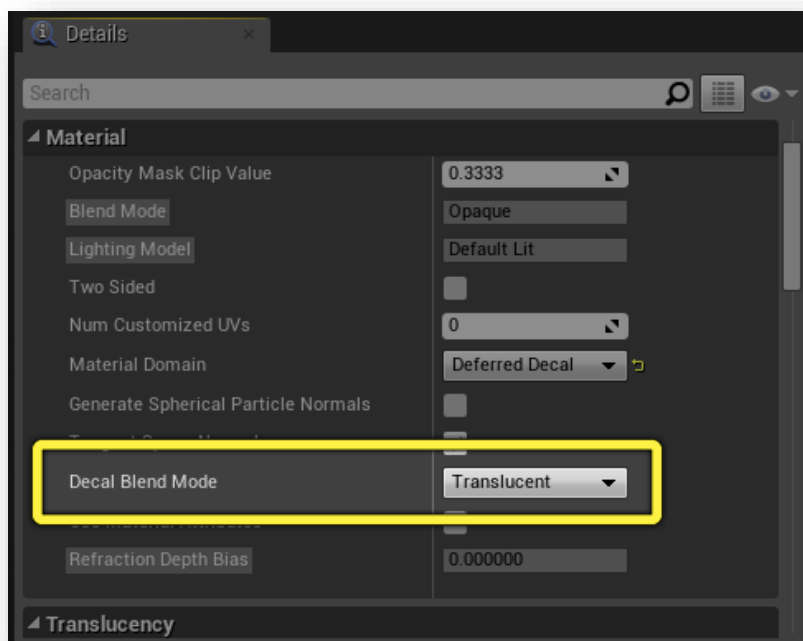 Details
Search
Material
Opacity Mask Clip Value 0.3333
Blend Mode Opaque
Lighting Model Default Lit
Two Sided
Num Customized UVs 0
Material Domain Deferred Decal
Generate Spherical Particle Normals
Decal Blend Mode Translucent
Refraction Depth Bias 0.000000
Translucency